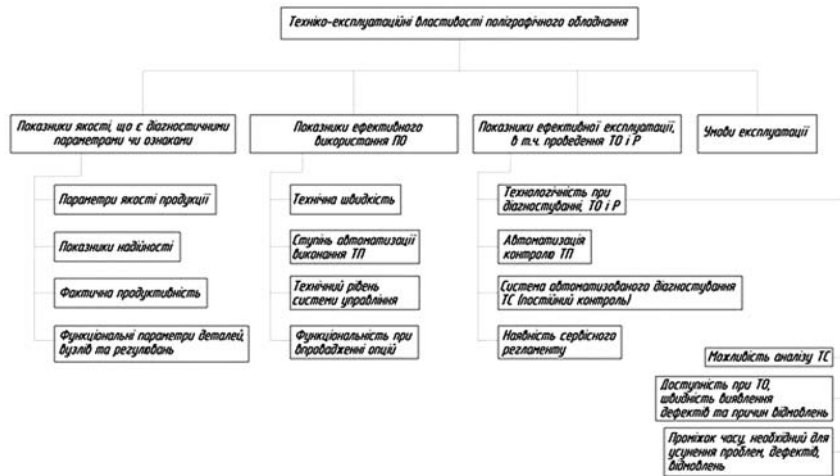 Техніко-експлуатаційні властивості поліграфічного обладнання
Показники якості, що є діагностичними
параметрами чи ознаками
Показники ефективного
використання ПО
Показники ефективної експлуатації,
в т.ч. проведення ТО і Р
Умови експлуатації
Параметри якості продукції
Показники надійності
Фактична продуктивність
Функціональні параметри деталей,
вузлів та регулювань
Технічна швидкість
Ступінь автоматизації
виконання ТП
Технічний рівень
системи управління
Функціональність при
впровадженні опцій
Технологічність при
діагностуванні, ТО і Р
Автоматизація
контролю ТП
Система автоматизованого діагностування
ТС (постійний контроль)
Наявність сервісного
регламенту
Можливість аналізу ТС
Доступність при ТО,
швидкість виявлення
дефектів та причин відмовлень
Проміжок часу, необхідний для
усунення проблем, дефектів,
відмовлень